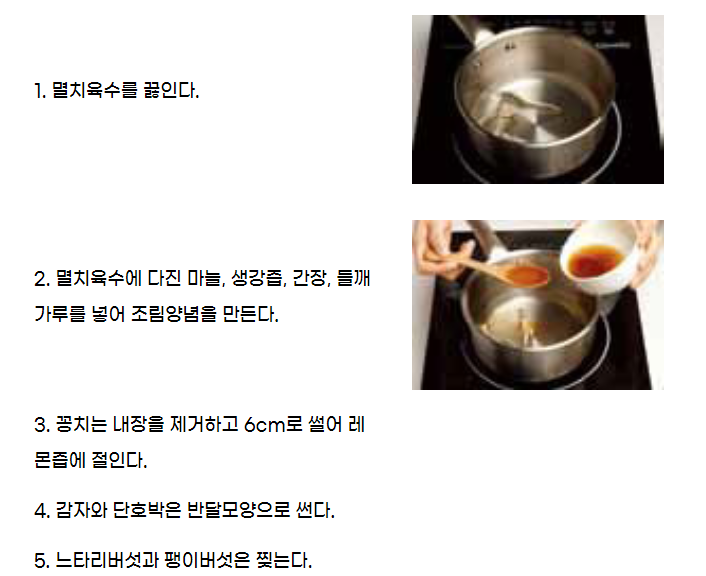 1. 멸치육수를 끓인다.
2. 멸치육수에 다진 마늘, 생강즙, 간장, 들깨
가루를 넣어 조림양념을 만든다.
3. 꽁치는 내장을 제거하고 6cm로 썰어 레
몬즙에 절인다.
4. 감자와 단호박은 반달모양으로 썬다.
5. 느타리버섯과 팽이버섯은 찢는다.